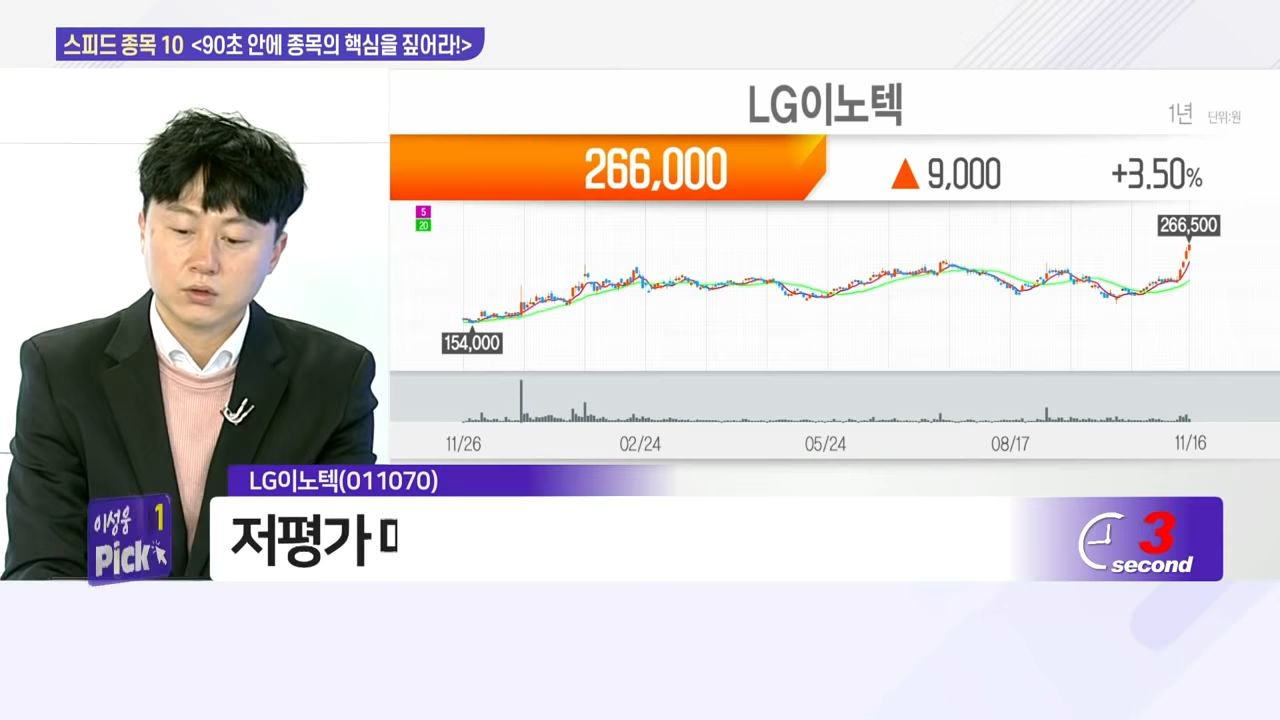 스피드 종목 10 <90초 안에 종목의 핵심을 짚어라!>
LG이노텍
1년 단위:원
266,000
▲ 9,000
+3.50%
5
20
266,500
154,000
11/26
02/24
05/24
08/17
11/16
LG이노텍(011070)
이성웅 1
Pick
저평가
3
second